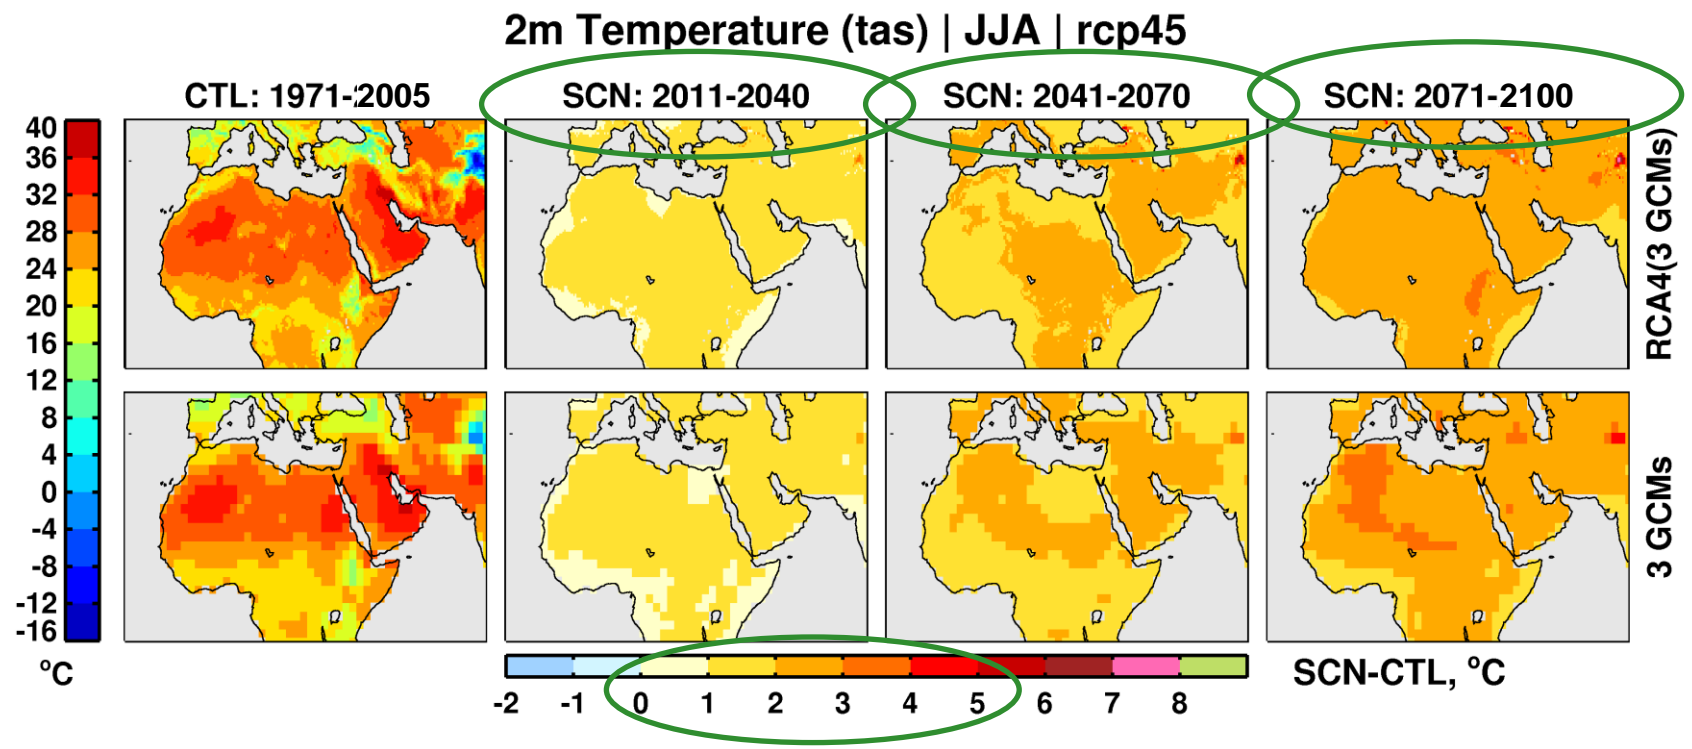 2m Temperature (tas) | JJA | rcp45
CTL: 1971-2005
SCN: 2011-2040
SCN: 2041-2070
SCN: 2071-2100
40
36
32
28
24
20
16
12
8
4
0
-4
-8
-12
-16
°C
RCA4(3 GCMs)
3 GCMs
-2 -1 0 1 2 3 4 5 6 7 8
SCN-CTL, °C